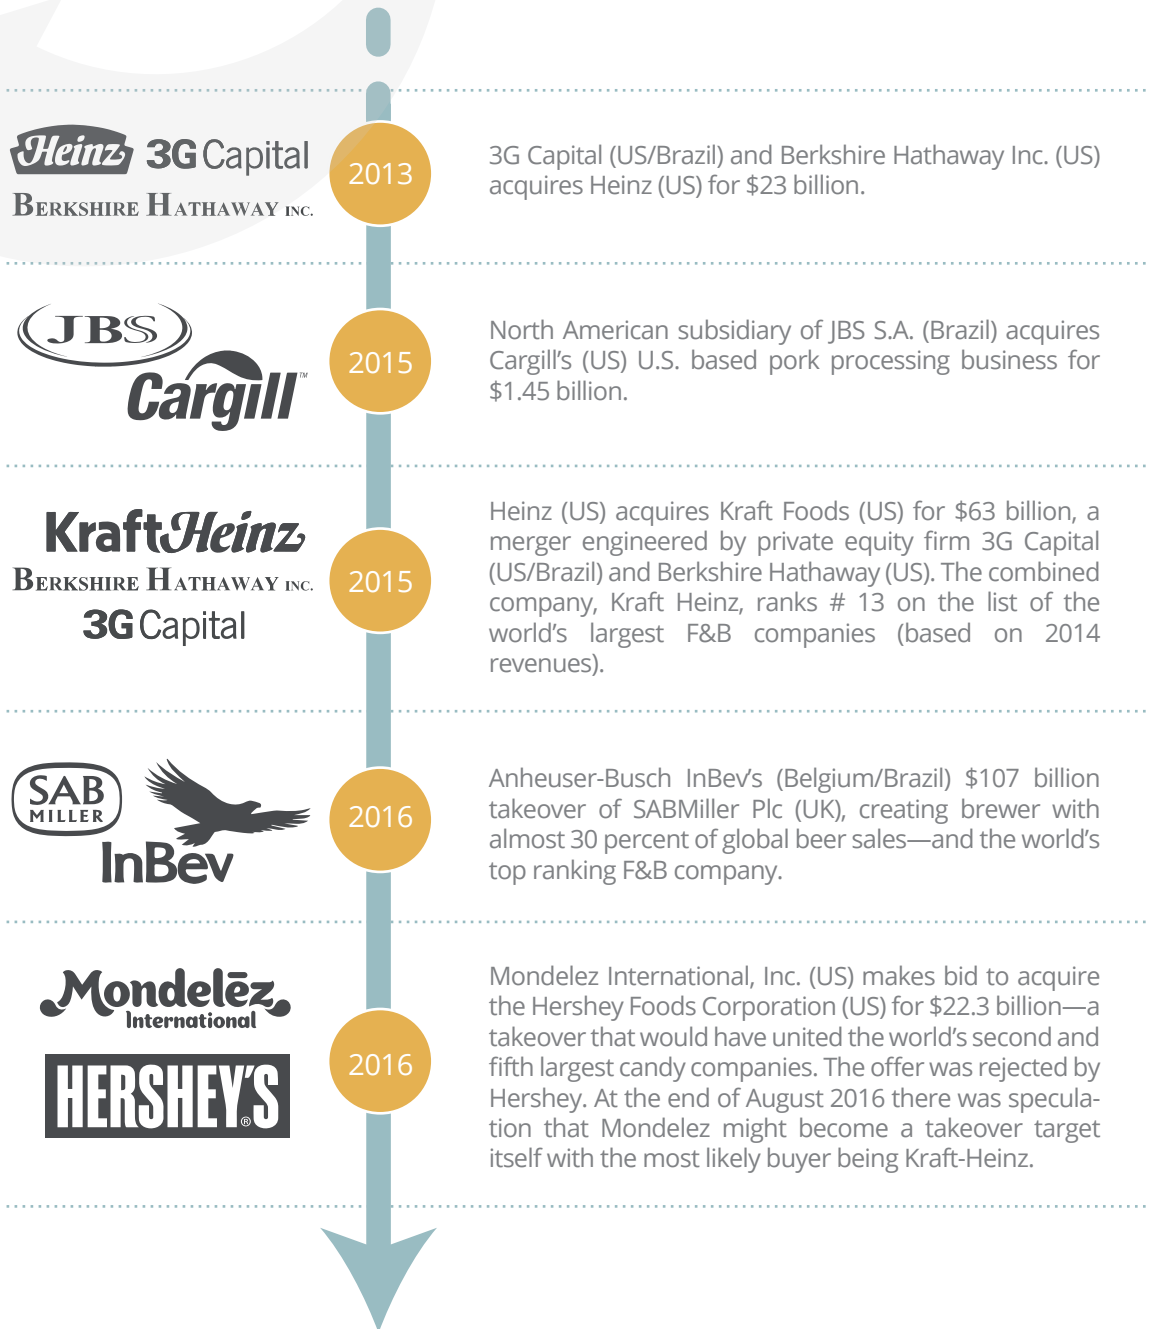 Heinz 3G Capital
BERKSHIRE HATHAWAY INC.
2013
3G Capital (US/Brazil) and Berkshire Hathaway Inc. (US)
acquires Heinz (US) for $23 billion.
JBS
Cargill™
2015
North American subsidiary of JBS S.A. (Brazil) acquires
Cargill’s (US) U.S. based pork processing business for
$1.45 billion.
KraftHeinz
BERKSHIRE HATHAWAY INC.
3G Capital
2015
Heinz (US) acquires Kraft Foods (US) for $63 billion, a
merger engineered by private equity firm 3G Capital
(US/Brazil) and Berkshire Hathaway (US). The combined
company, Kraft Heinz, ranks # 13 on the list of the
world’s largest F&B companies (based on 2014
revenues).
SAB
MILLER
InBev
2016
Anheuser-Busch InBev’s (Belgium/Brazil) $107 billion
takeover of SABMiller Plc (UK), creating brewer with
almost 30 percent of global beer sales—and the world’s
top ranking F&B company.
Mondelēz
International
HERSHEY'S®
2016
Mondelez International, Inc. (US) makes bid to acquire
the Hershey Foods Corporation (US) for $22.3 billion—a
takeover that would have united the world’s second and
fifth largest candy companies. The offer was rejected by
Hershey. At the end of August 2016 there was specula-
tion that Mondelez might become a takeover target
itself with the most likely buyer being Kraft-Heinz.